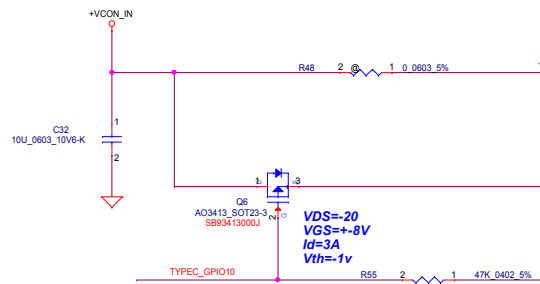 +VCON_IN
R48 2 @ 1 0_0603_5%
1
C32
10U_0603_10V6-K
2
1 3
Q6
AO3413_SOT23-3
SB93413000J
2 G
VDS=-20
VGS=+-8V
Id=3A
Vth=-1v
TYPEC_GPIO10
R55 2 1 47K_0402_5%